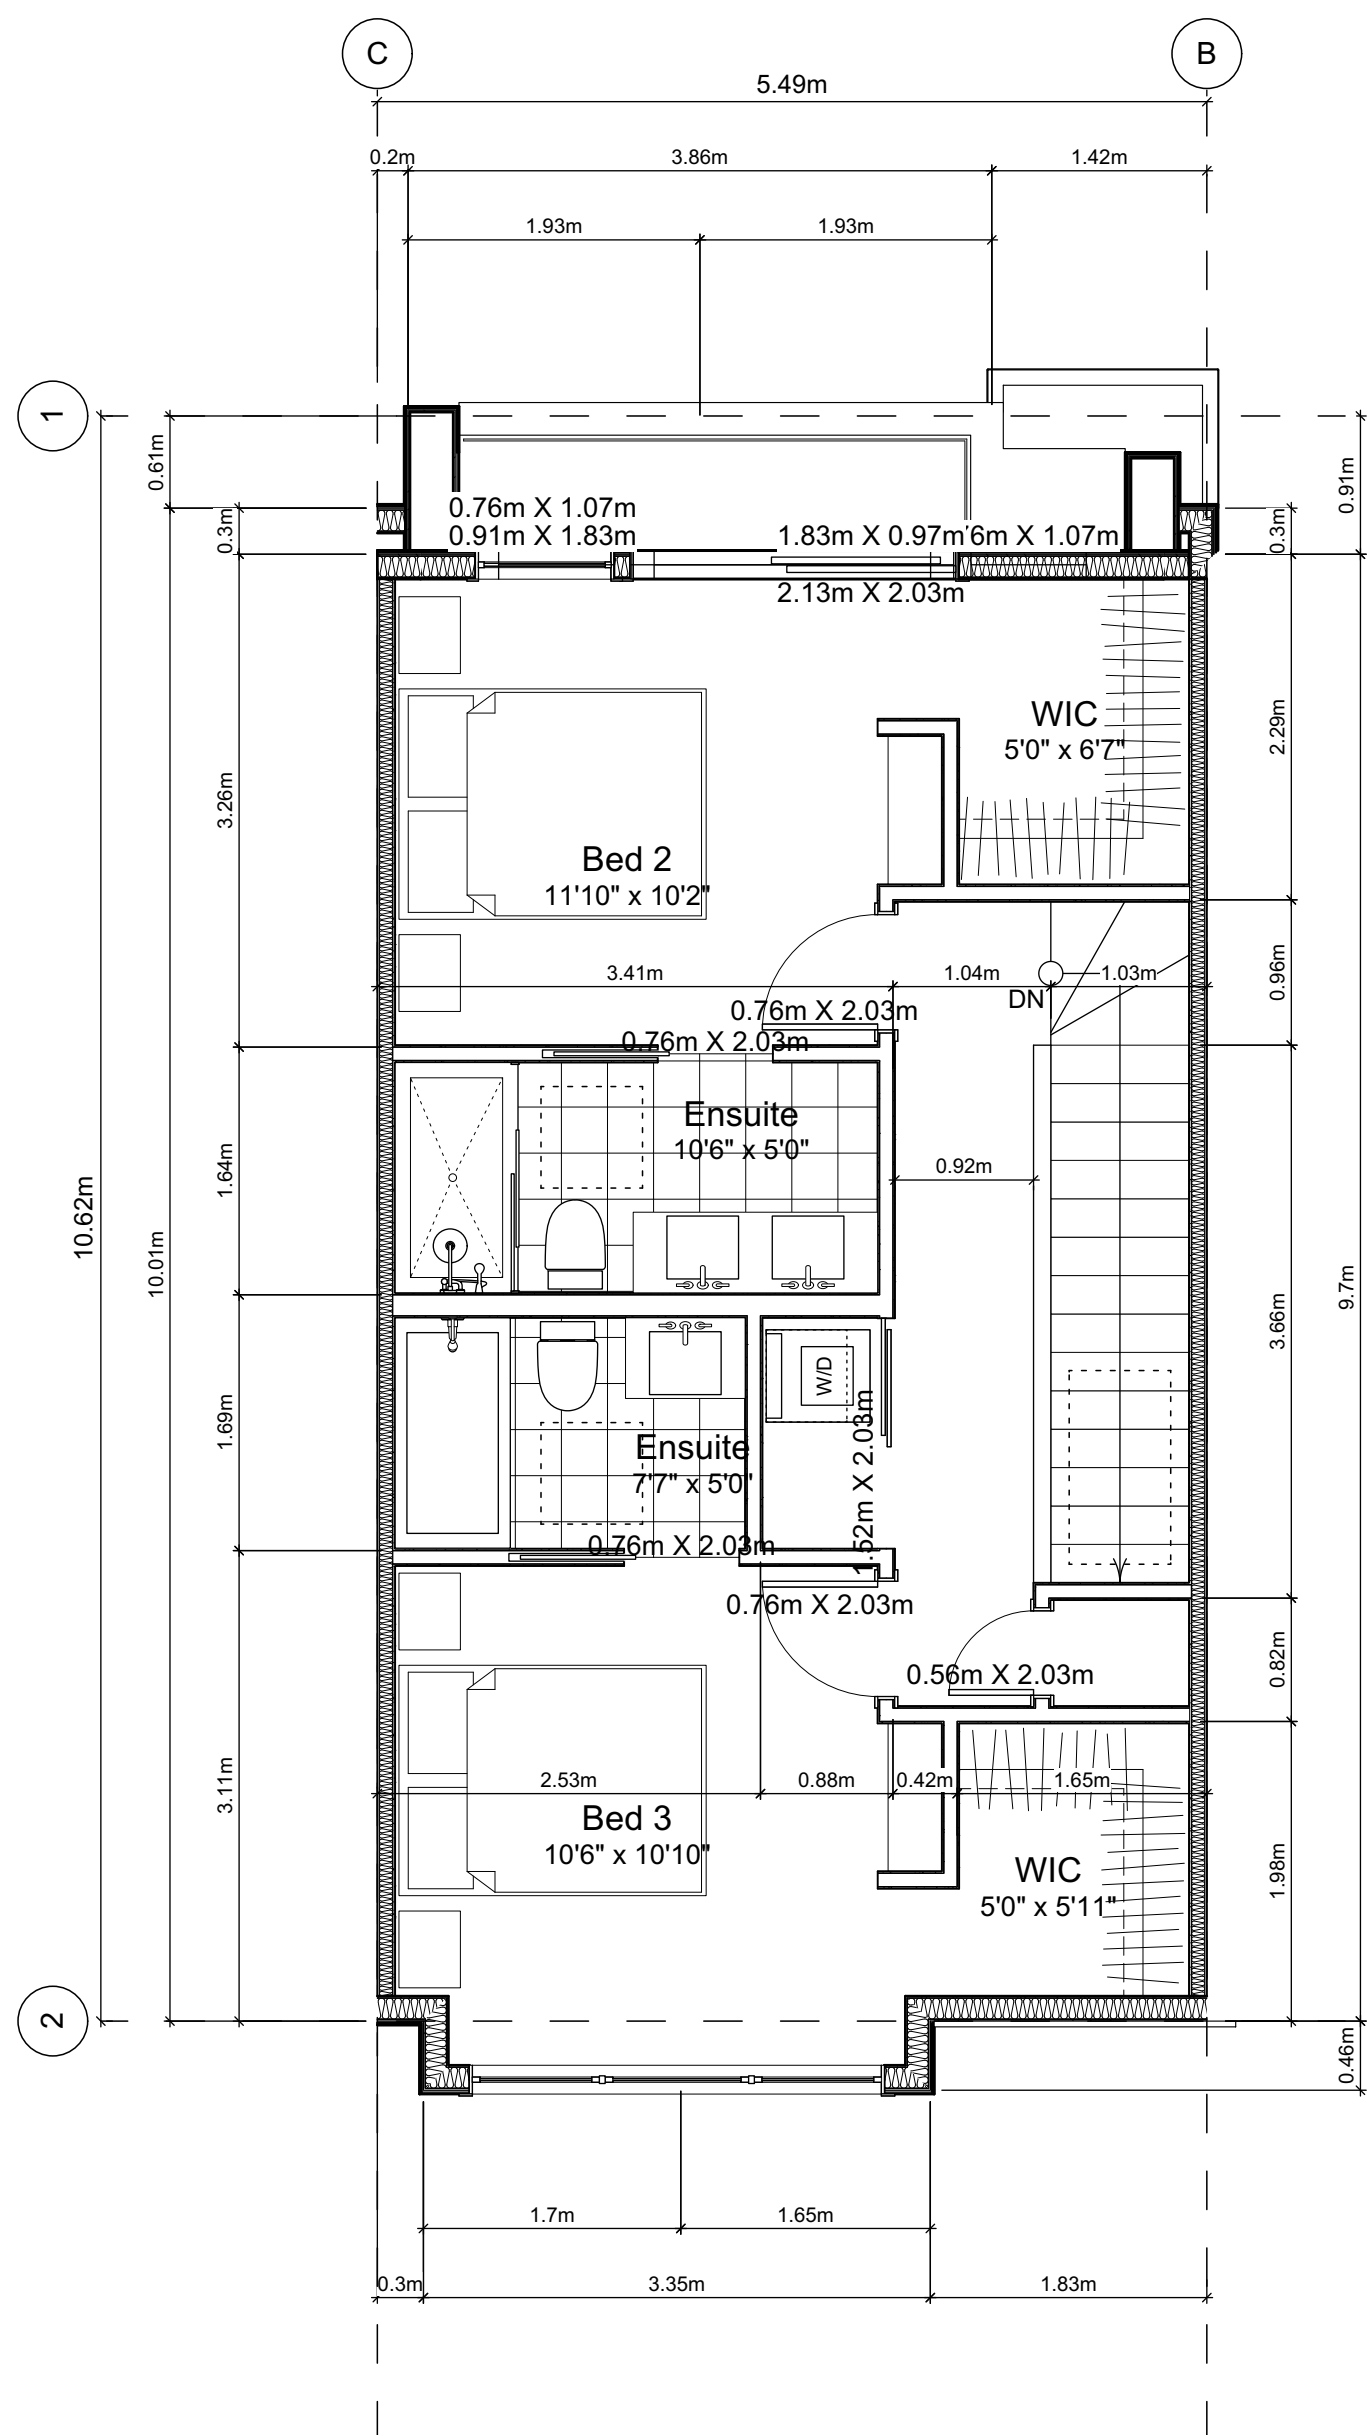 C
B
5.49m
0.2m
3.86m
1.42m
1.93m
1.93m
1
0.61m
0.91m
0.3m
0.3m
0.76m X 1.07m
0.91m X 1.83m
1.83m X 0.97m
6m X 1.07m
2.13m X 2.03m
WIC
5'0" x 6'7"
2.29m
3.26m
Bed 2
11'10" x 10'2"
3.41m
1.04m
1.03m
0.96m
DN
0.76m X 2.03m
0.76m X 2.03m
Ensuite
10'6" x 5'0"
0.92m
1.64m
10.62m
10.01m
9.7m
3.66m
W/D
1.69m
Ensuite
7'7" x 5'0"
1.52m X 2.03m
0.76m X 2.03m
0.76m X 2.03m
0.56m X 2.03m
0.82m
2.53m
0.88m
0.42m
1.65m
3.11m
Bed 3
10'6" x 10'10"
WIC
5'0" x 5'11"
1.98m
2
0.46m
1.7m
1.65m
0.3m
3.35m
1.83m